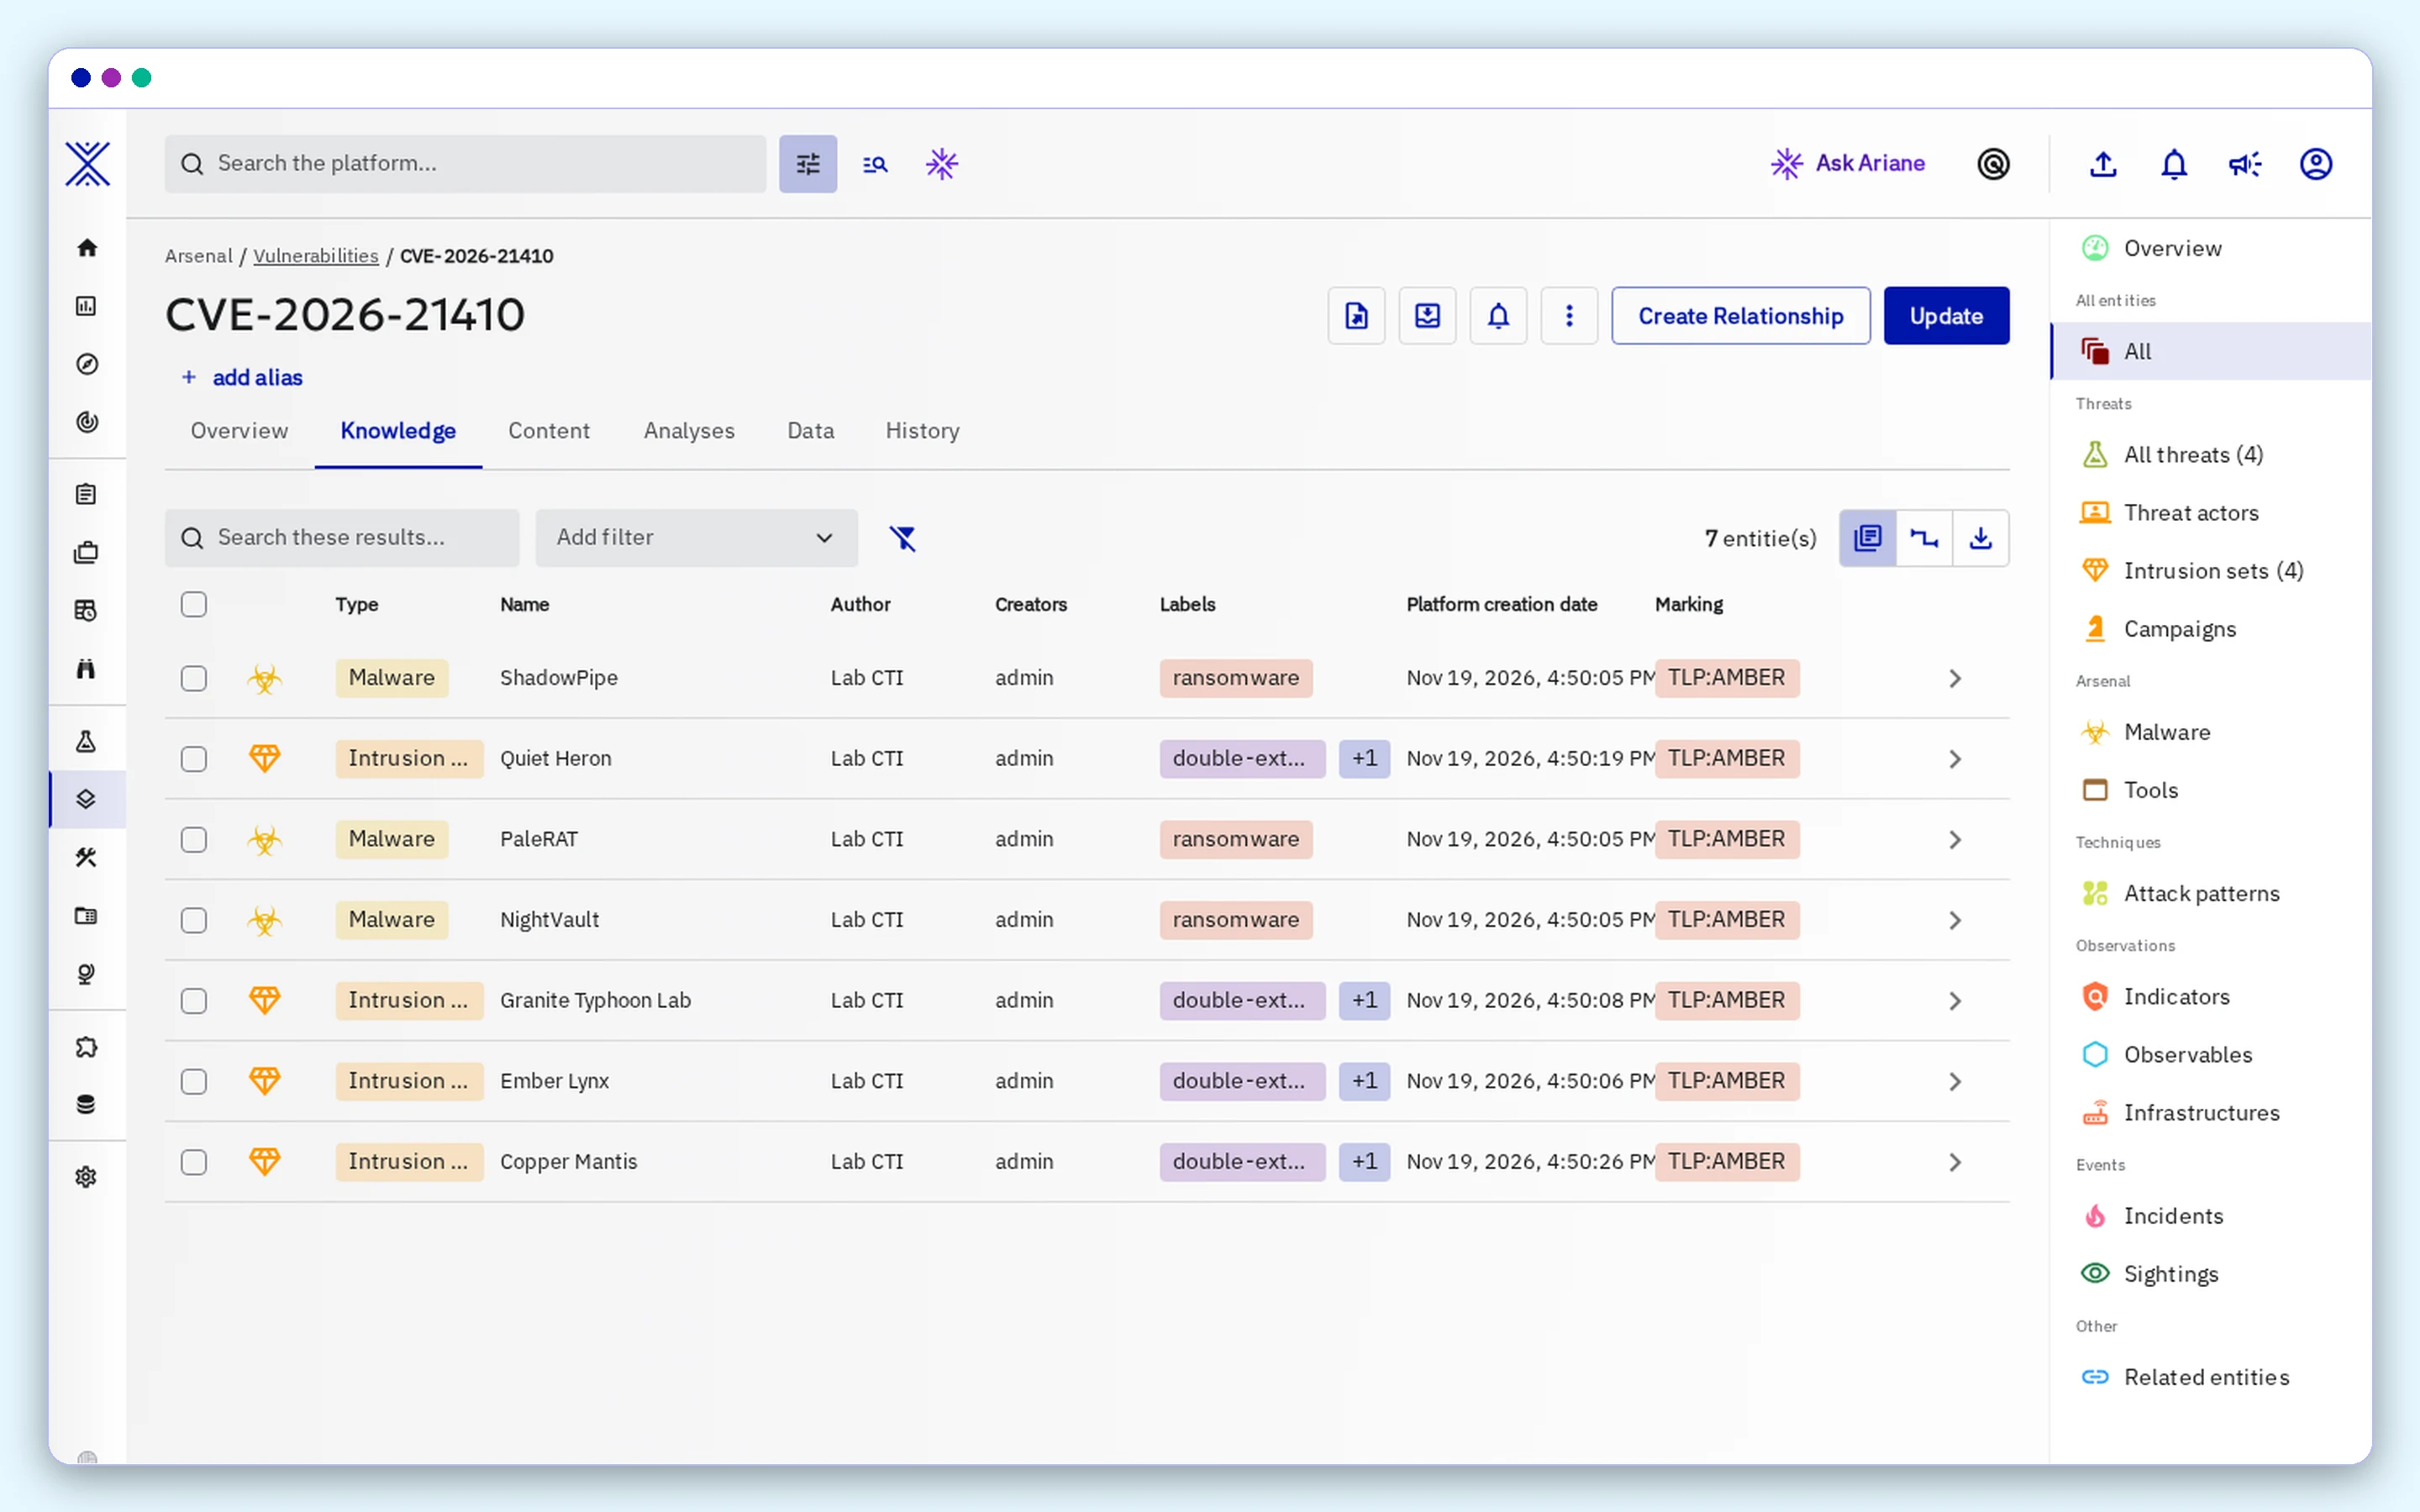 Search the platform...
Ask Ariane
Arsenal / Vulnerabilities / CVE-2026-21410
CVE-2026-21410
Create Relationship
Update
+ add alias
Overview
Knowledge
Content
Analyses
Data
History
Search these results...
Add filter
7 entitie(s)
Type Name Author Creators Labels Platform creation date Marking
Malware ShadowPipe Lab CTI admin ransomware Nov 19, 2026, 4:50:05 PM TLP:AMBER
Intrusion ... Quiet Heron Lab CTI admin double-ext... +1 Nov 19, 2026, 4:50:19 PM TLP:AMBER
Malware PaleRAT Lab CTI admin ransomware Nov 19, 2026, 4:50:05 PM TLP:AMBER
Malware NightVault Lab CTI admin ransomware Nov 19, 2026, 4:50:05 PM TLP:AMBER
Intrusion ... Granite Typhoon Lab Lab CTI admin double-ext... +1 Nov 19, 2026, 4:50:08 PM TLP:AMBER
Intrusion ... Ember Lynx Lab CTI admin double-ext... +1 Nov 19, 2026, 4:50:06 PM TLP:AMBER
Intrusion ... Copper Mantis Lab CTI admin double-ext... +1 Nov 19, 2026, 4:50:26 PM TLP:AMBER
Overview
All entities
All
Threats
All threats (4)
Threat actors
Intrusion sets (4)
Campaigns
Arsenal
Malware
Tools
Techniques
Attack patterns
Observations
Indicators
Observables
Infrastructures
Events
Incidents
Sightings
Other
Related entities